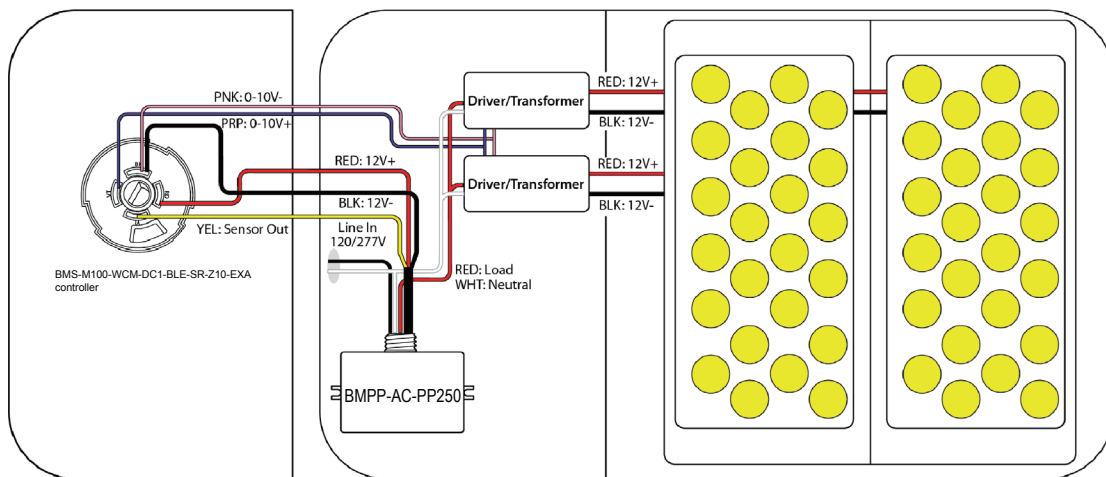 PNK: 0-10V-
PRP: 0-10V+
RED: 12V+
BLK: 12V-
YEL: Sensor Out
BMS-M100-WCM-DC1-BLE-SR-Z10-EXA
controller
Line In
120/277V
RED: Load
WHT: Neutral
BMPP-AC-PP250
Driver/Transformer
RED: 12V+
BLK: 12V-
Driver/Transformer
RED: 12V+
BLK: 12V-